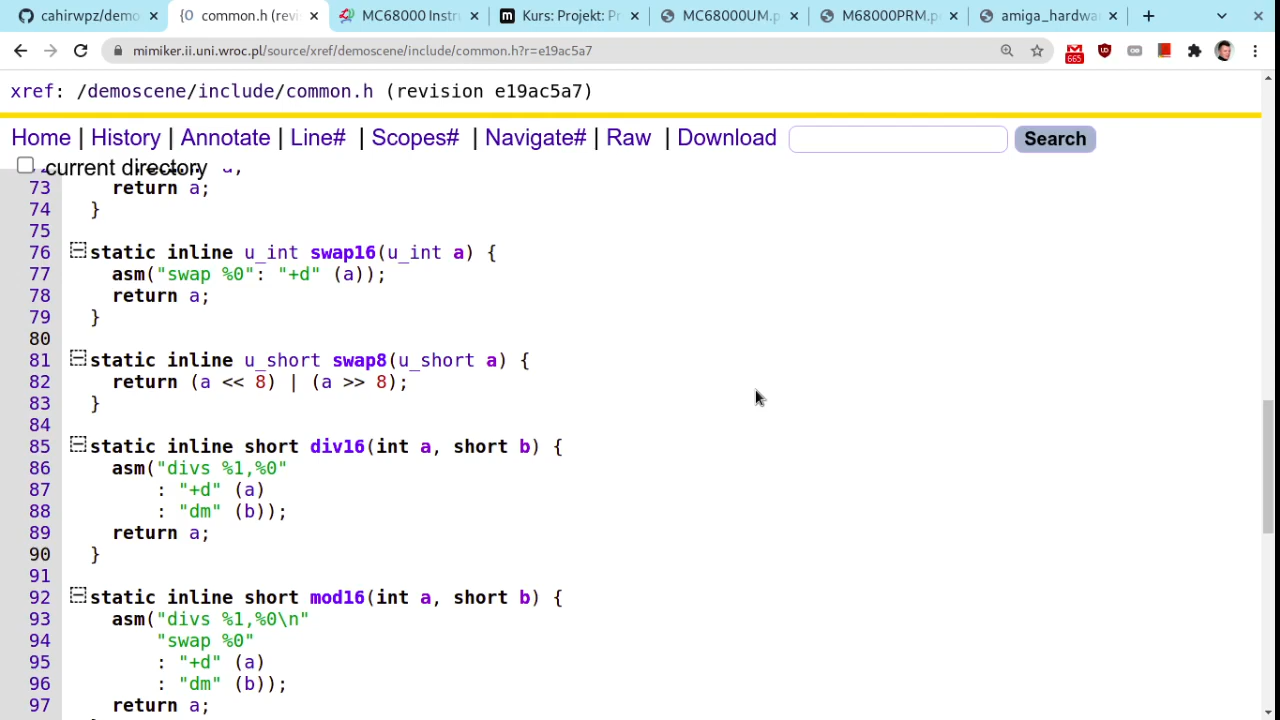 cahirwpz/demo
common.h (revi
MC68000 Instru
Kurs: Projekt: Pr
MC68000UM.p
M68000PRM.p
amiga_hardwa
mimiker.ii.uni.wroc.pl/source/xref/demoscene/include/common.h?r=e19ac5a7
665
xref: /demoscene/include/common.h (revision e19ac5a7)
Home | History | Annotate | Line# | Scopes# | Navigate# | Raw | Download Search
current directory
73 return a;
74 }
75
76 static inline u_int swap16(u_int a) {
77 asm("swap %0": "+d" (a));
78 return a;
79 }
80
81 static inline u_short swap8(u_short a) {
82 return (a << 8) | (a >> 8);
83 }
84
85 static inline short div16(int a, short b) {
86 asm("divs %1,%0"
87 : "+d" (a)
88 : "dm" (b));
89 return a;
90 }
91
92 static inline short mod16(int a, short b) {
93 asm("divs %1,%0\n"
94 "swap %0"
95 : "+d" (a)
96 : "dm" (b));
97 return a;